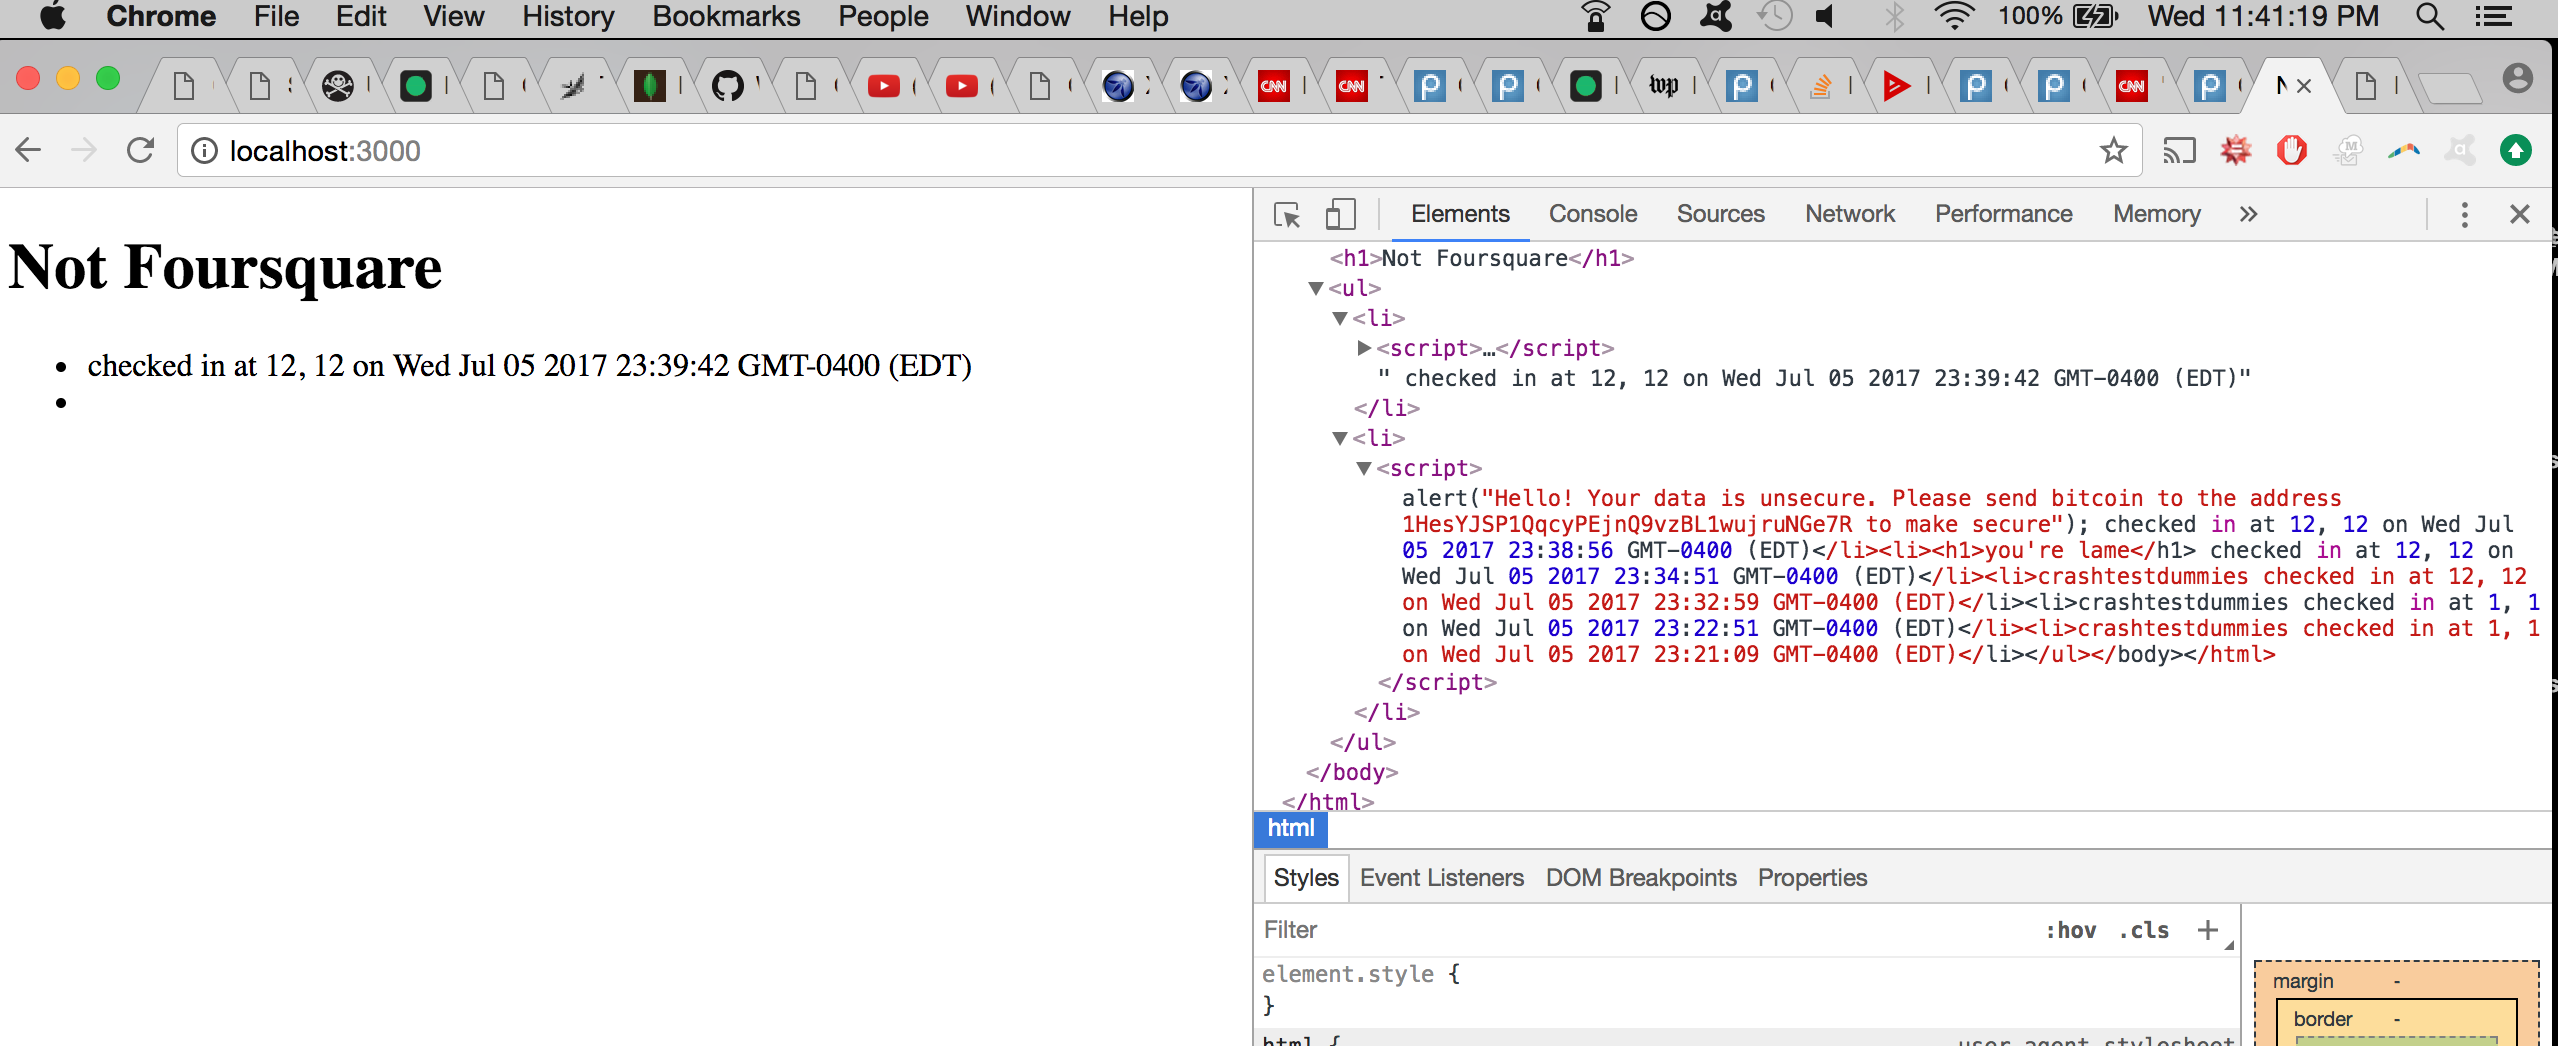 Chrome File Edit View History Bookmarks People Window Help 100% Wed 11:41:19 PM
localhost:3000
Not Foursquare
checked in at 12, 12 on Wed Jul 05 2017 23:39:42 GMT-0400 (EDT)
Elements Console Sources Network Performance Memory »
<h1>Not Foursquare</h1>
▼<ul>
▼<li>
▶<script>…</script>
" checked in at 12, 12 on Wed Jul 05 2017 23:39:42 GMT-0400 (EDT)"
</li>
▼<li>
▼<script>
alert("Hello! Your data is unsecure. Please send bitcoin to the address
1HesYJSP1QqcyPEjnQ9vzBL1wujruNGe7R to make secure"); checked in at 12, 12 on Wed Jul
05 2017 23:38:56 GMT-0400 (EDT)</li><li><h1>you're lame</h1> checked in at 12, 12 on
Wed Jul 05 2017 23:34:51 GMT-0400 (EDT)</li><li>crashtestdummies checked in at 12, 12
on Wed Jul 05 2017 23:32:59 GMT-0400 (EDT)</li><li>crashtestdummies checked in at 1, 1
on Wed Jul 05 2017 23:22:51 GMT-0400 (EDT)</li><li>crashtestdummies checked in at 1, 1
on Wed Jul 05 2017 23:21:09 GMT-0400 (EDT)</li></ul></body></html>
</script>
</li>
</ul>
</body>
</html>
html
Styles Event Listeners DOM Breakpoints Properties
Filter :hov .cls +
element.style {
}
html {
user agent stylesheet
margin -
border -